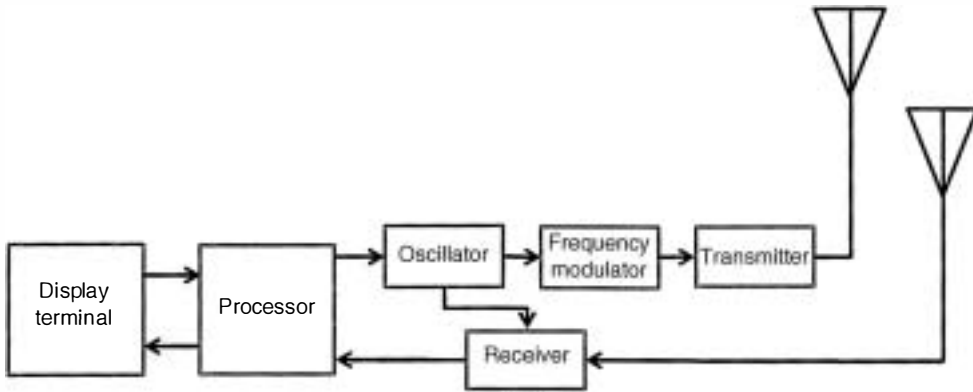 Display
terminal
Processor
Oscillator
Frequency
modulator
Transmitter
Receiver